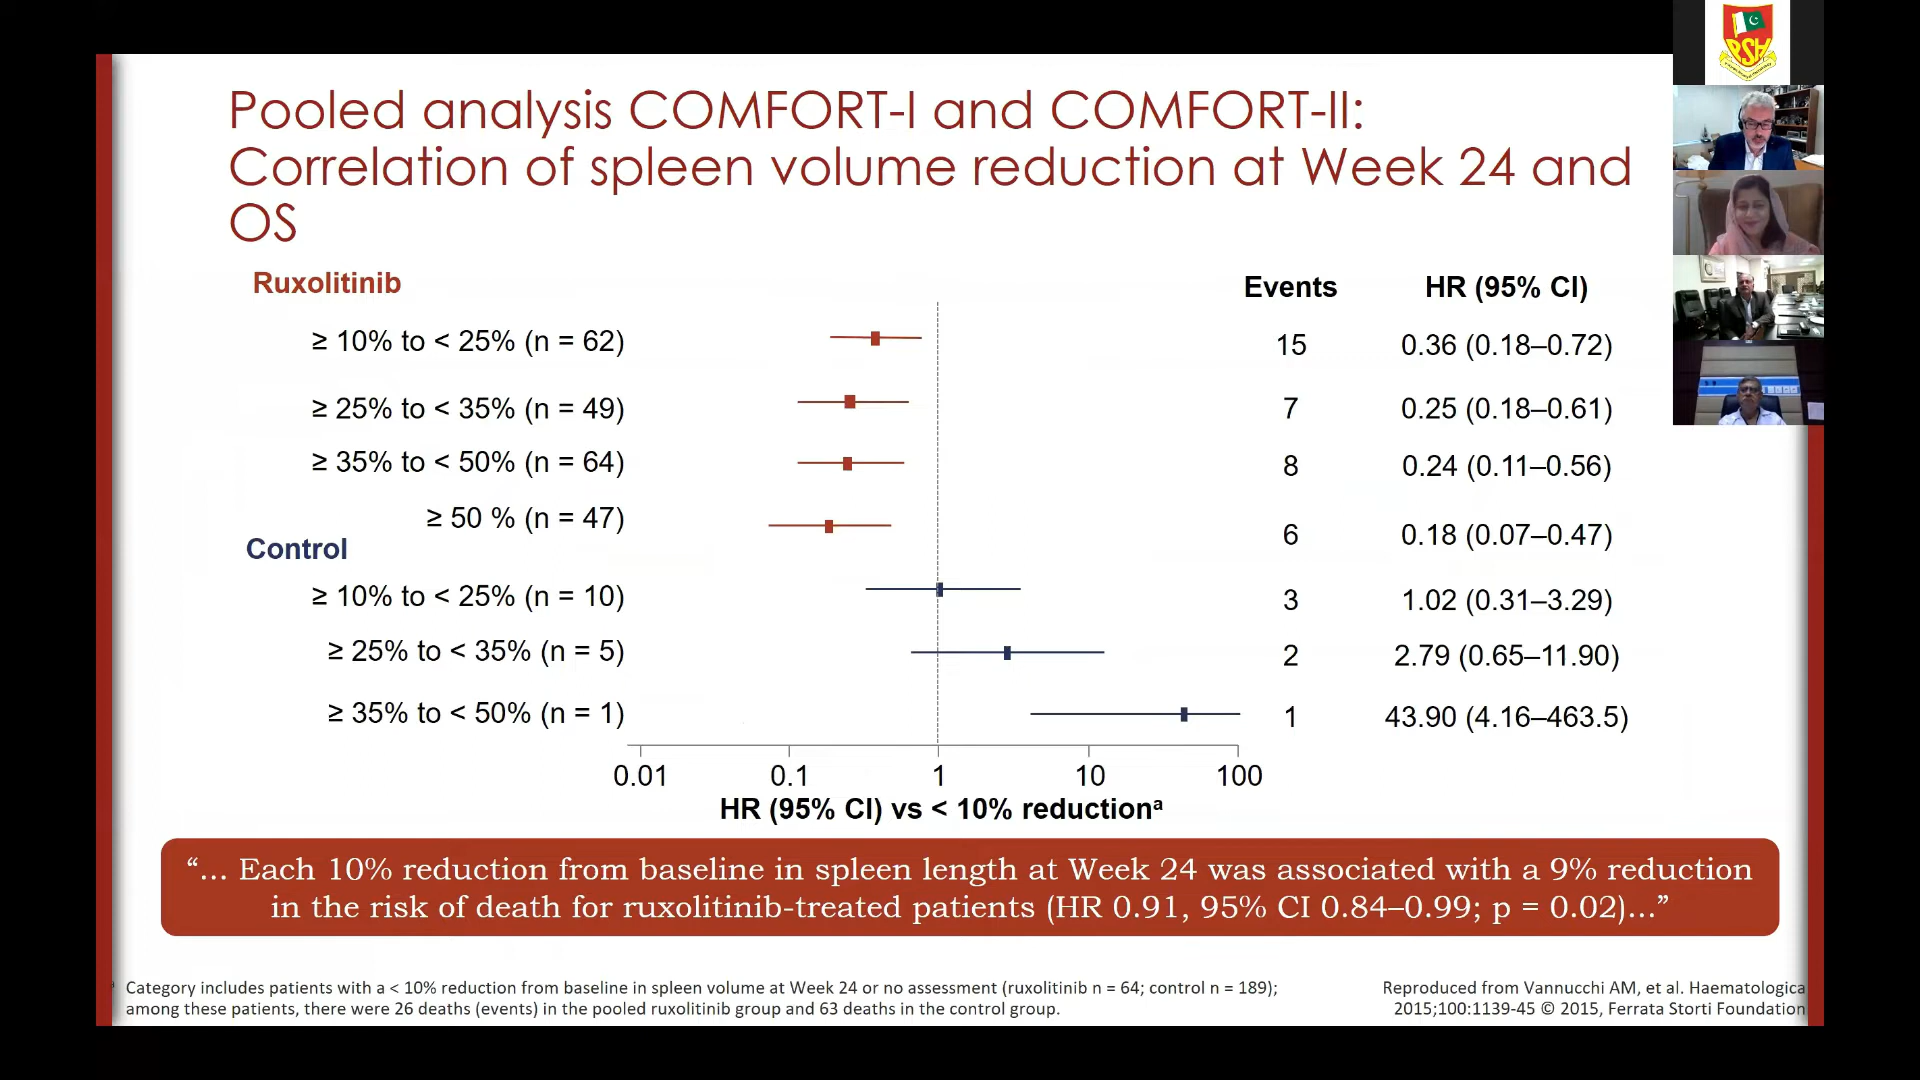 Pooled analysis COMFORT-I and COMFORT-II:
Correlation of spleen volume reduction at Week 24 and
OS
Ruxolitinib
Events HR (95% CI)
≥ 10% to < 25% (n = 62) 15 0.36 (0.18–0.72)
≥ 25% to < 35% (n = 49) 7 0.25 (0.18–0.61)
≥ 35% to < 50% (n = 64) 8 0.24 (0.11–0.56)
≥ 50 % (n = 47) 6 0.18 (0.07–0.47)
Control
≥ 10% to < 25% (n = 10) 3 1.02 (0.31–3.29)
≥ 25% to < 35% (n = 5) 2 2.79 (0.65–11.90)
≥ 35% to < 50% (n = 1) 1 43.90 (4.16–463.5)
0.01 0.1 1 10 100
HR (95% CI) vs < 10% reductionᵃ
“… Each 10% reduction from baseline in spleen length at Week 24 was associated with a 9% reduction
in the risk of death for ruxolitinib-treated patients (HR 0.91, 95% CI 0.84–0.99; p = 0.02)…”
ᵃ Category includes patients with a < 10% reduction from baseline in spleen volume at Week 24 or no assessment (ruxolitinib n = 64; control n = 189);
among these patients, there were 26 deaths (events) in the pooled ruxolitinib group and 63 deaths in the control group.
Reproduced from Vannucchi AM, et al. Haematologica
2015;100:1139-45 © 2015, Ferrata Storti Foundation
PSH